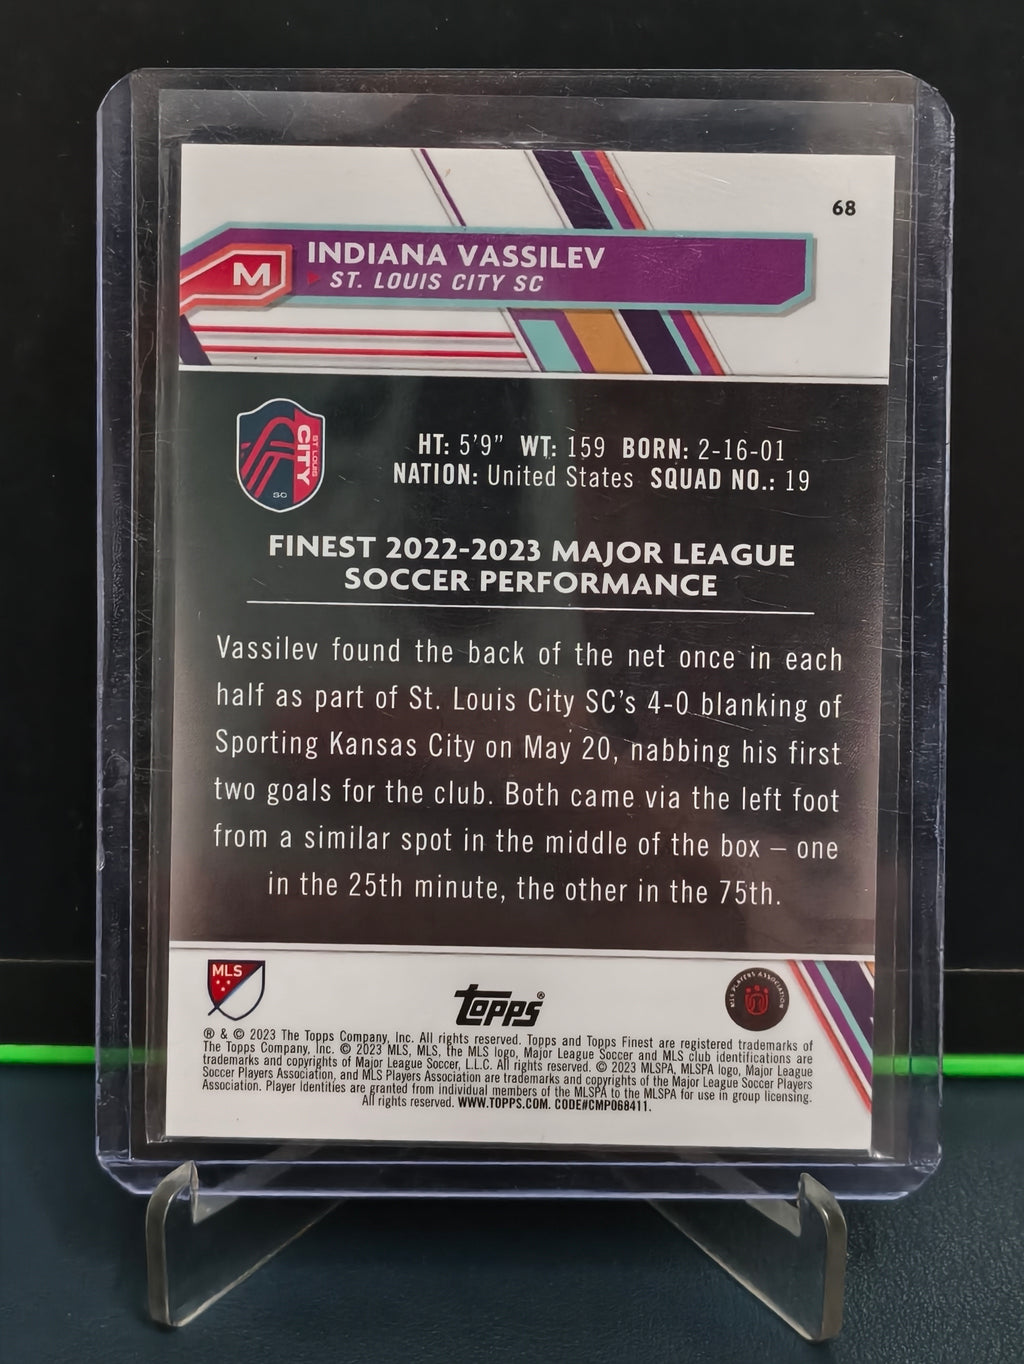 68
INDIANA VASSILEV
M
ST. LOUIS CITY SC
ST LOUIS
CITY
SC
HT: 5'9" WT: 159 BORN: 2-16-01
NATION: United States SQUAD NO.: 19
FINEST 2022-2023 MAJOR LEAGUE
SOCCER PERFORMANCE
Vassilev found the back of the net once in each
half as part of St. Louis City SC's 4-0 blanking of
Sporting Kansas City on May 20, nabbing his first
two goals for the club. Both came via the left foot
from a similar spot in the middle of the box – one
in the 25th minute, the other in the 75th.
MLS
topps®
MLS PLAYERS ASSOCIATION
® & © 2023 The Topps Company, Inc. All rights reserved. Topps and Topps Finest are registered trademarks of
The Topps Company, Inc. © 2023 MLS, MLS, the MLS logo, Major League Soccer and MLS club identifications are
trademarks and copyrights of Major League Soccer, L.L.C. All rights reserved. © 2023 MLSPA, MLSPA logo, Major League
Soccer Players Association, and MLS Players Association are trademarks and copyrights of the Major League Soccer Players
Association. Player Identities are granted from individual members of the MLSPA to the MLSPA for use in group licensing.
All rights reserved. WWW.TOPPS.COM. CODE#CMP068411.